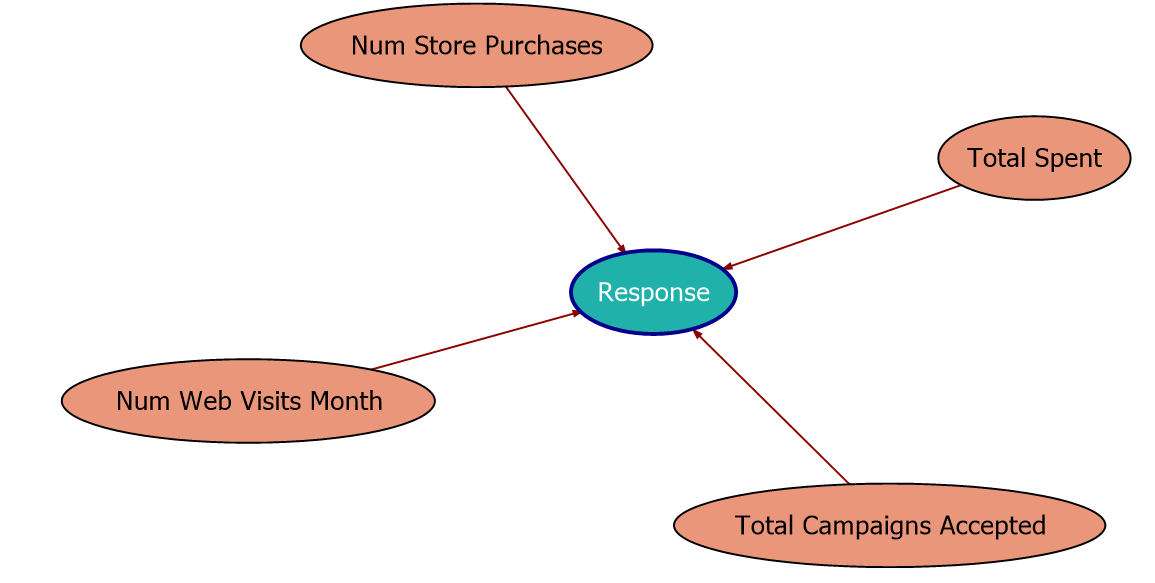 Num Store Purchases
Total Spent
Response
Num Web Visits Month
Total Campaigns Accepted